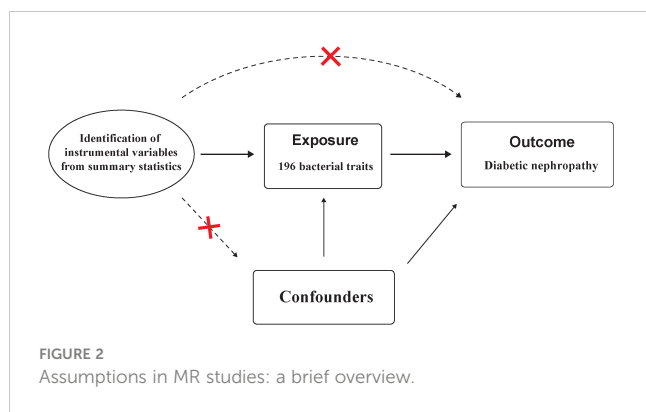 Identification of
instrumental variables
from summary statistics
Exposure
196 bacterial traits
Outcome
Diabetic nephropathy
Confounders
FIGURE 2
Assumptions in MR studies: a brief overview.